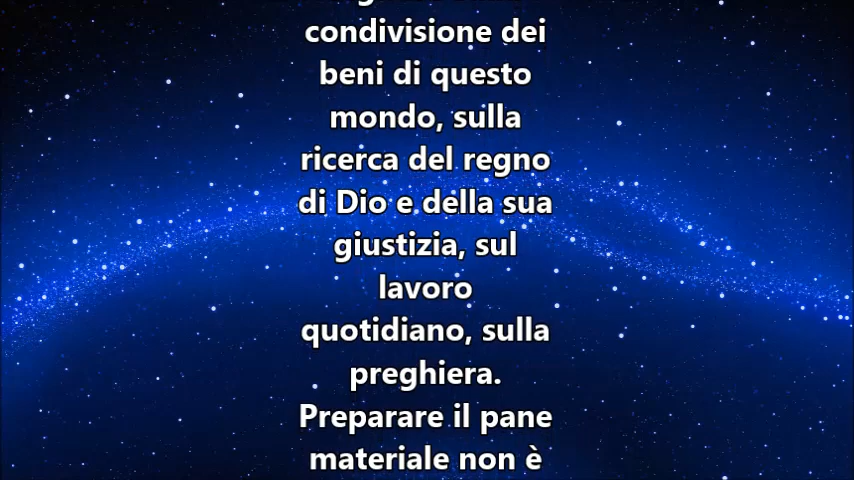 condivisione dei
beni di questo
mondo, sulla
ricerca del regno
di Dio e della sua
giustizia, sul
lavoro
quotidiano, sulla
preghiera.
Preparare il pane
materiale non è